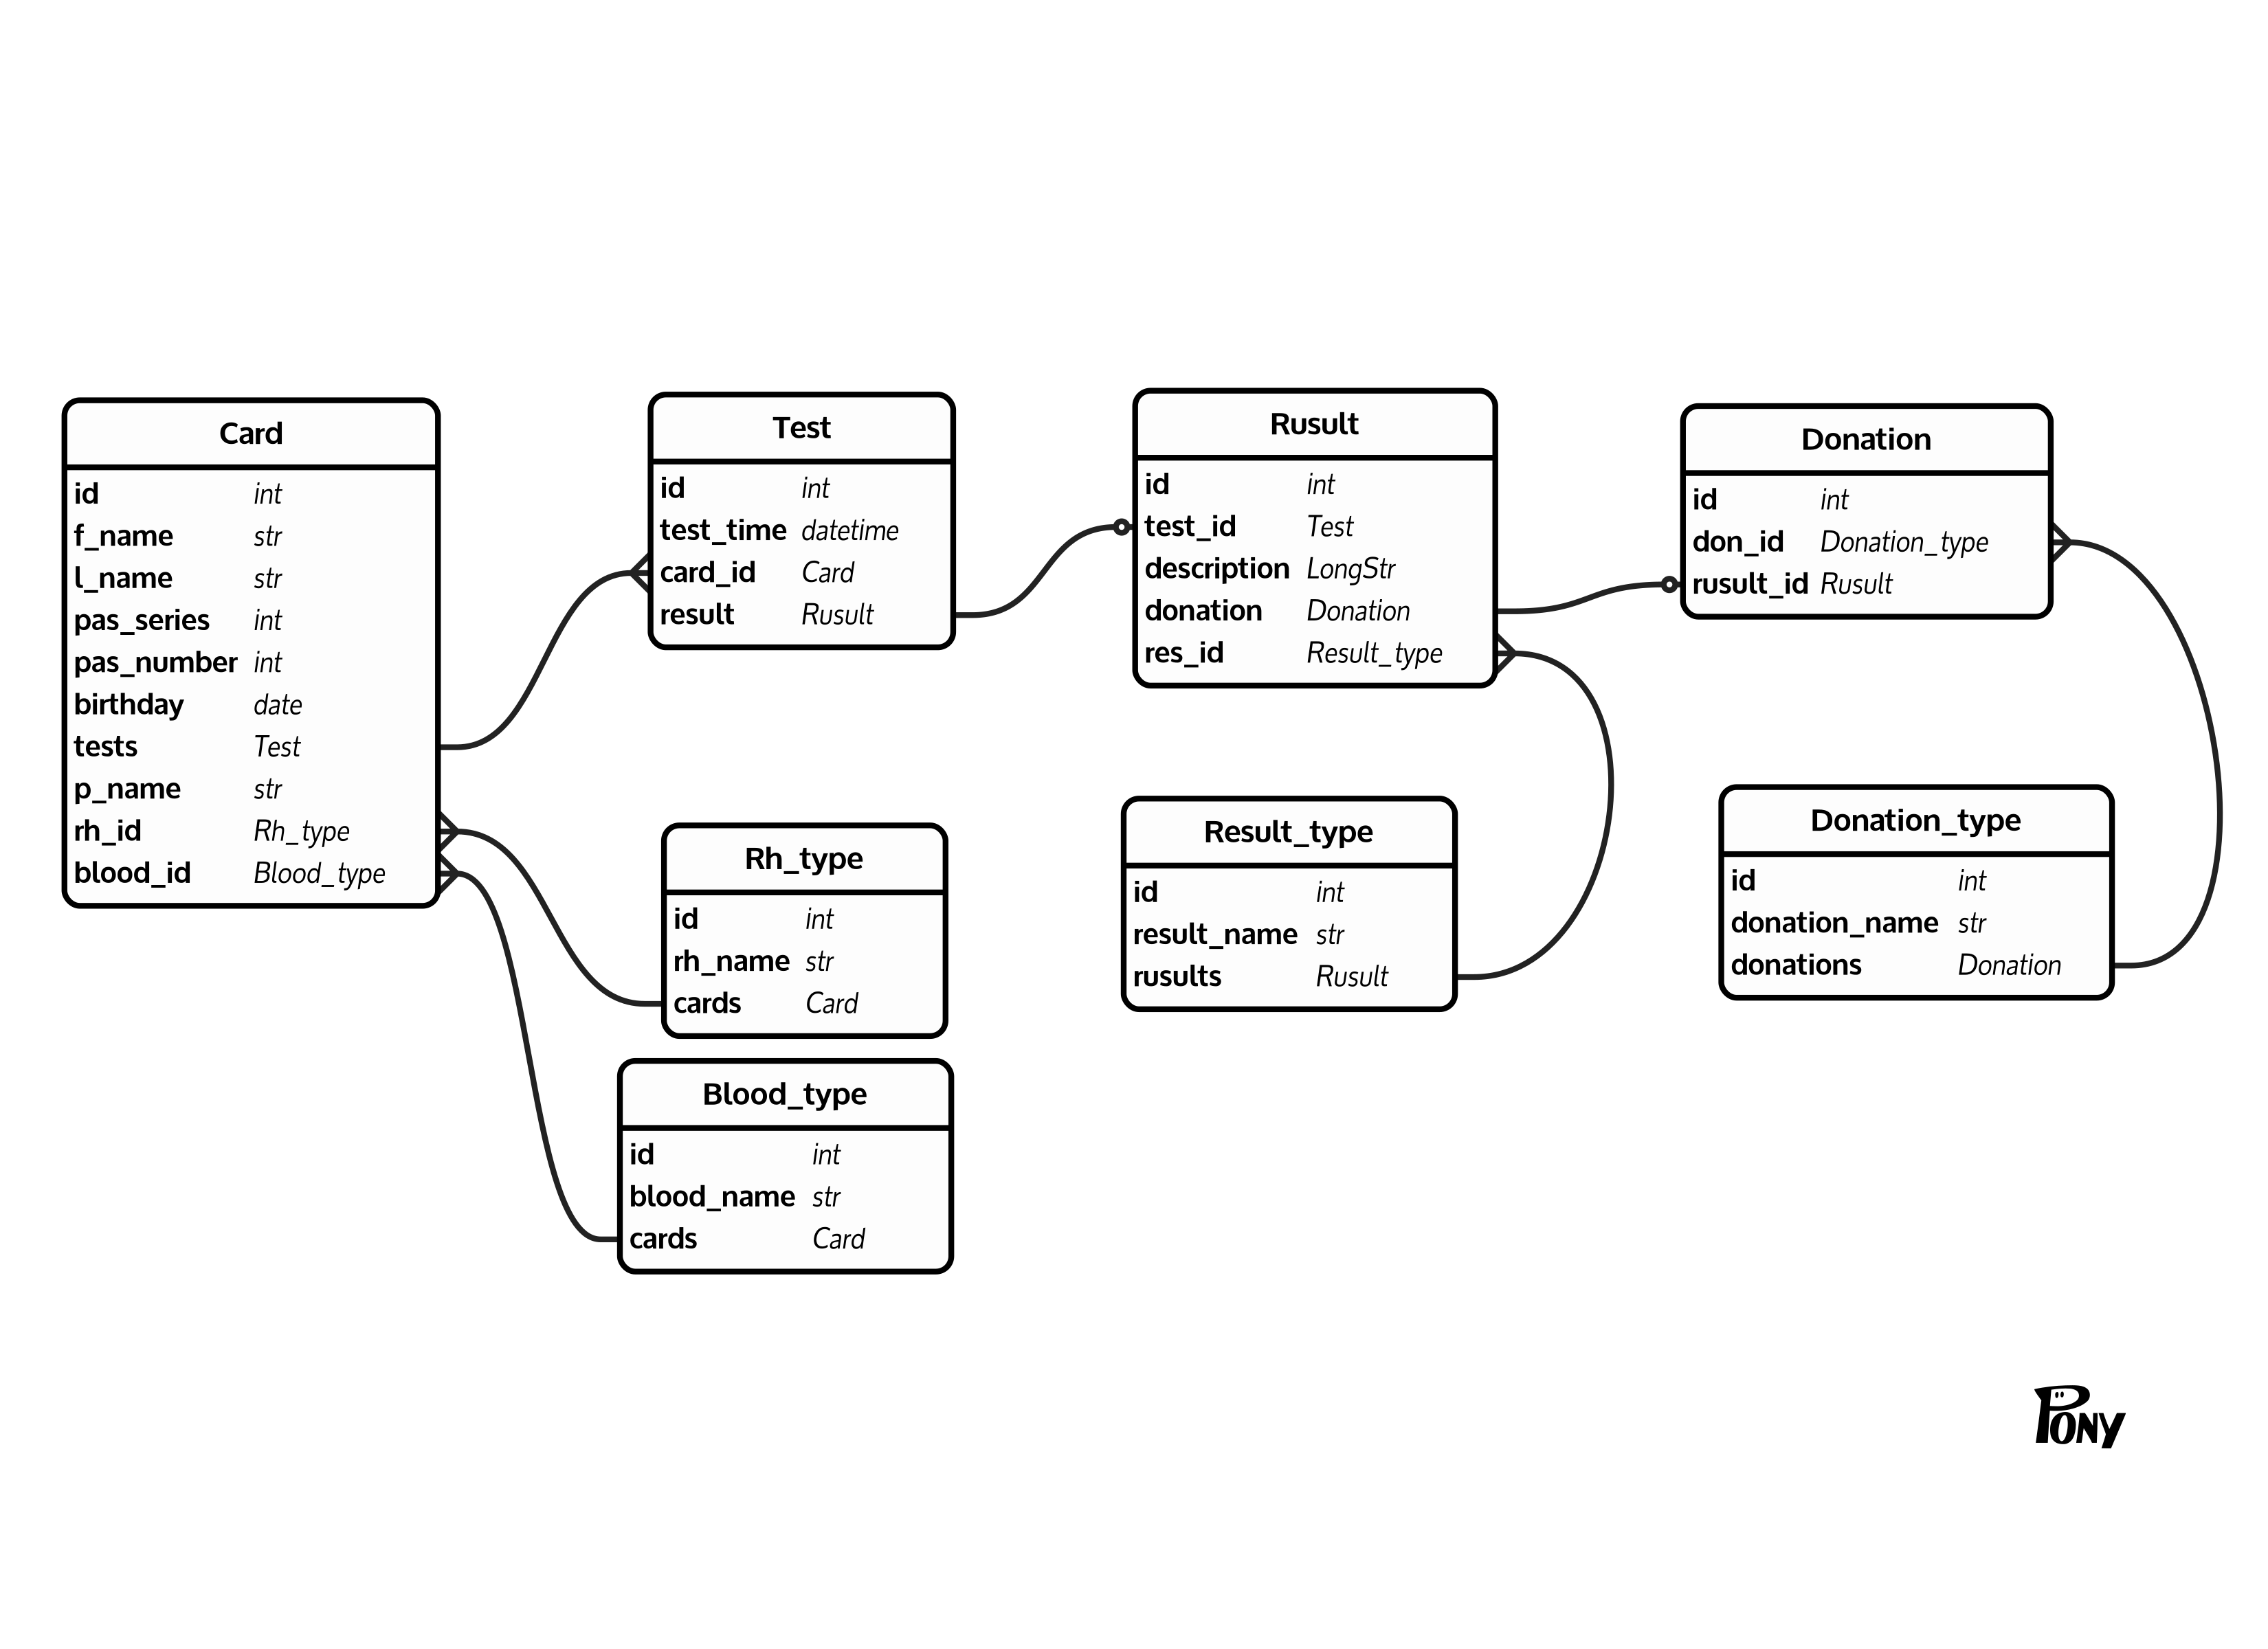 Card
id int
f_name str
l_name str
pas_series int
pas_number int
birthday date
tests Test
p_name str
rh_id Rh_type
blood_id Blood_type
Test
id int
test_time datetime
card_id Card
result Rusult
Rusult
id int
test_id Test
description LongStr
donation Donation
res_id Result_type
Donation
id int
don_id Donation_type
rusult_id Rusult
Rh_type
id int
rh_name str
cards Card
Result_type
id int
result_name str
rusults Rusult
Donation_type
id int
donation_name str
donations Donation
Blood_type
id int
blood_name str
cards Card
PONY